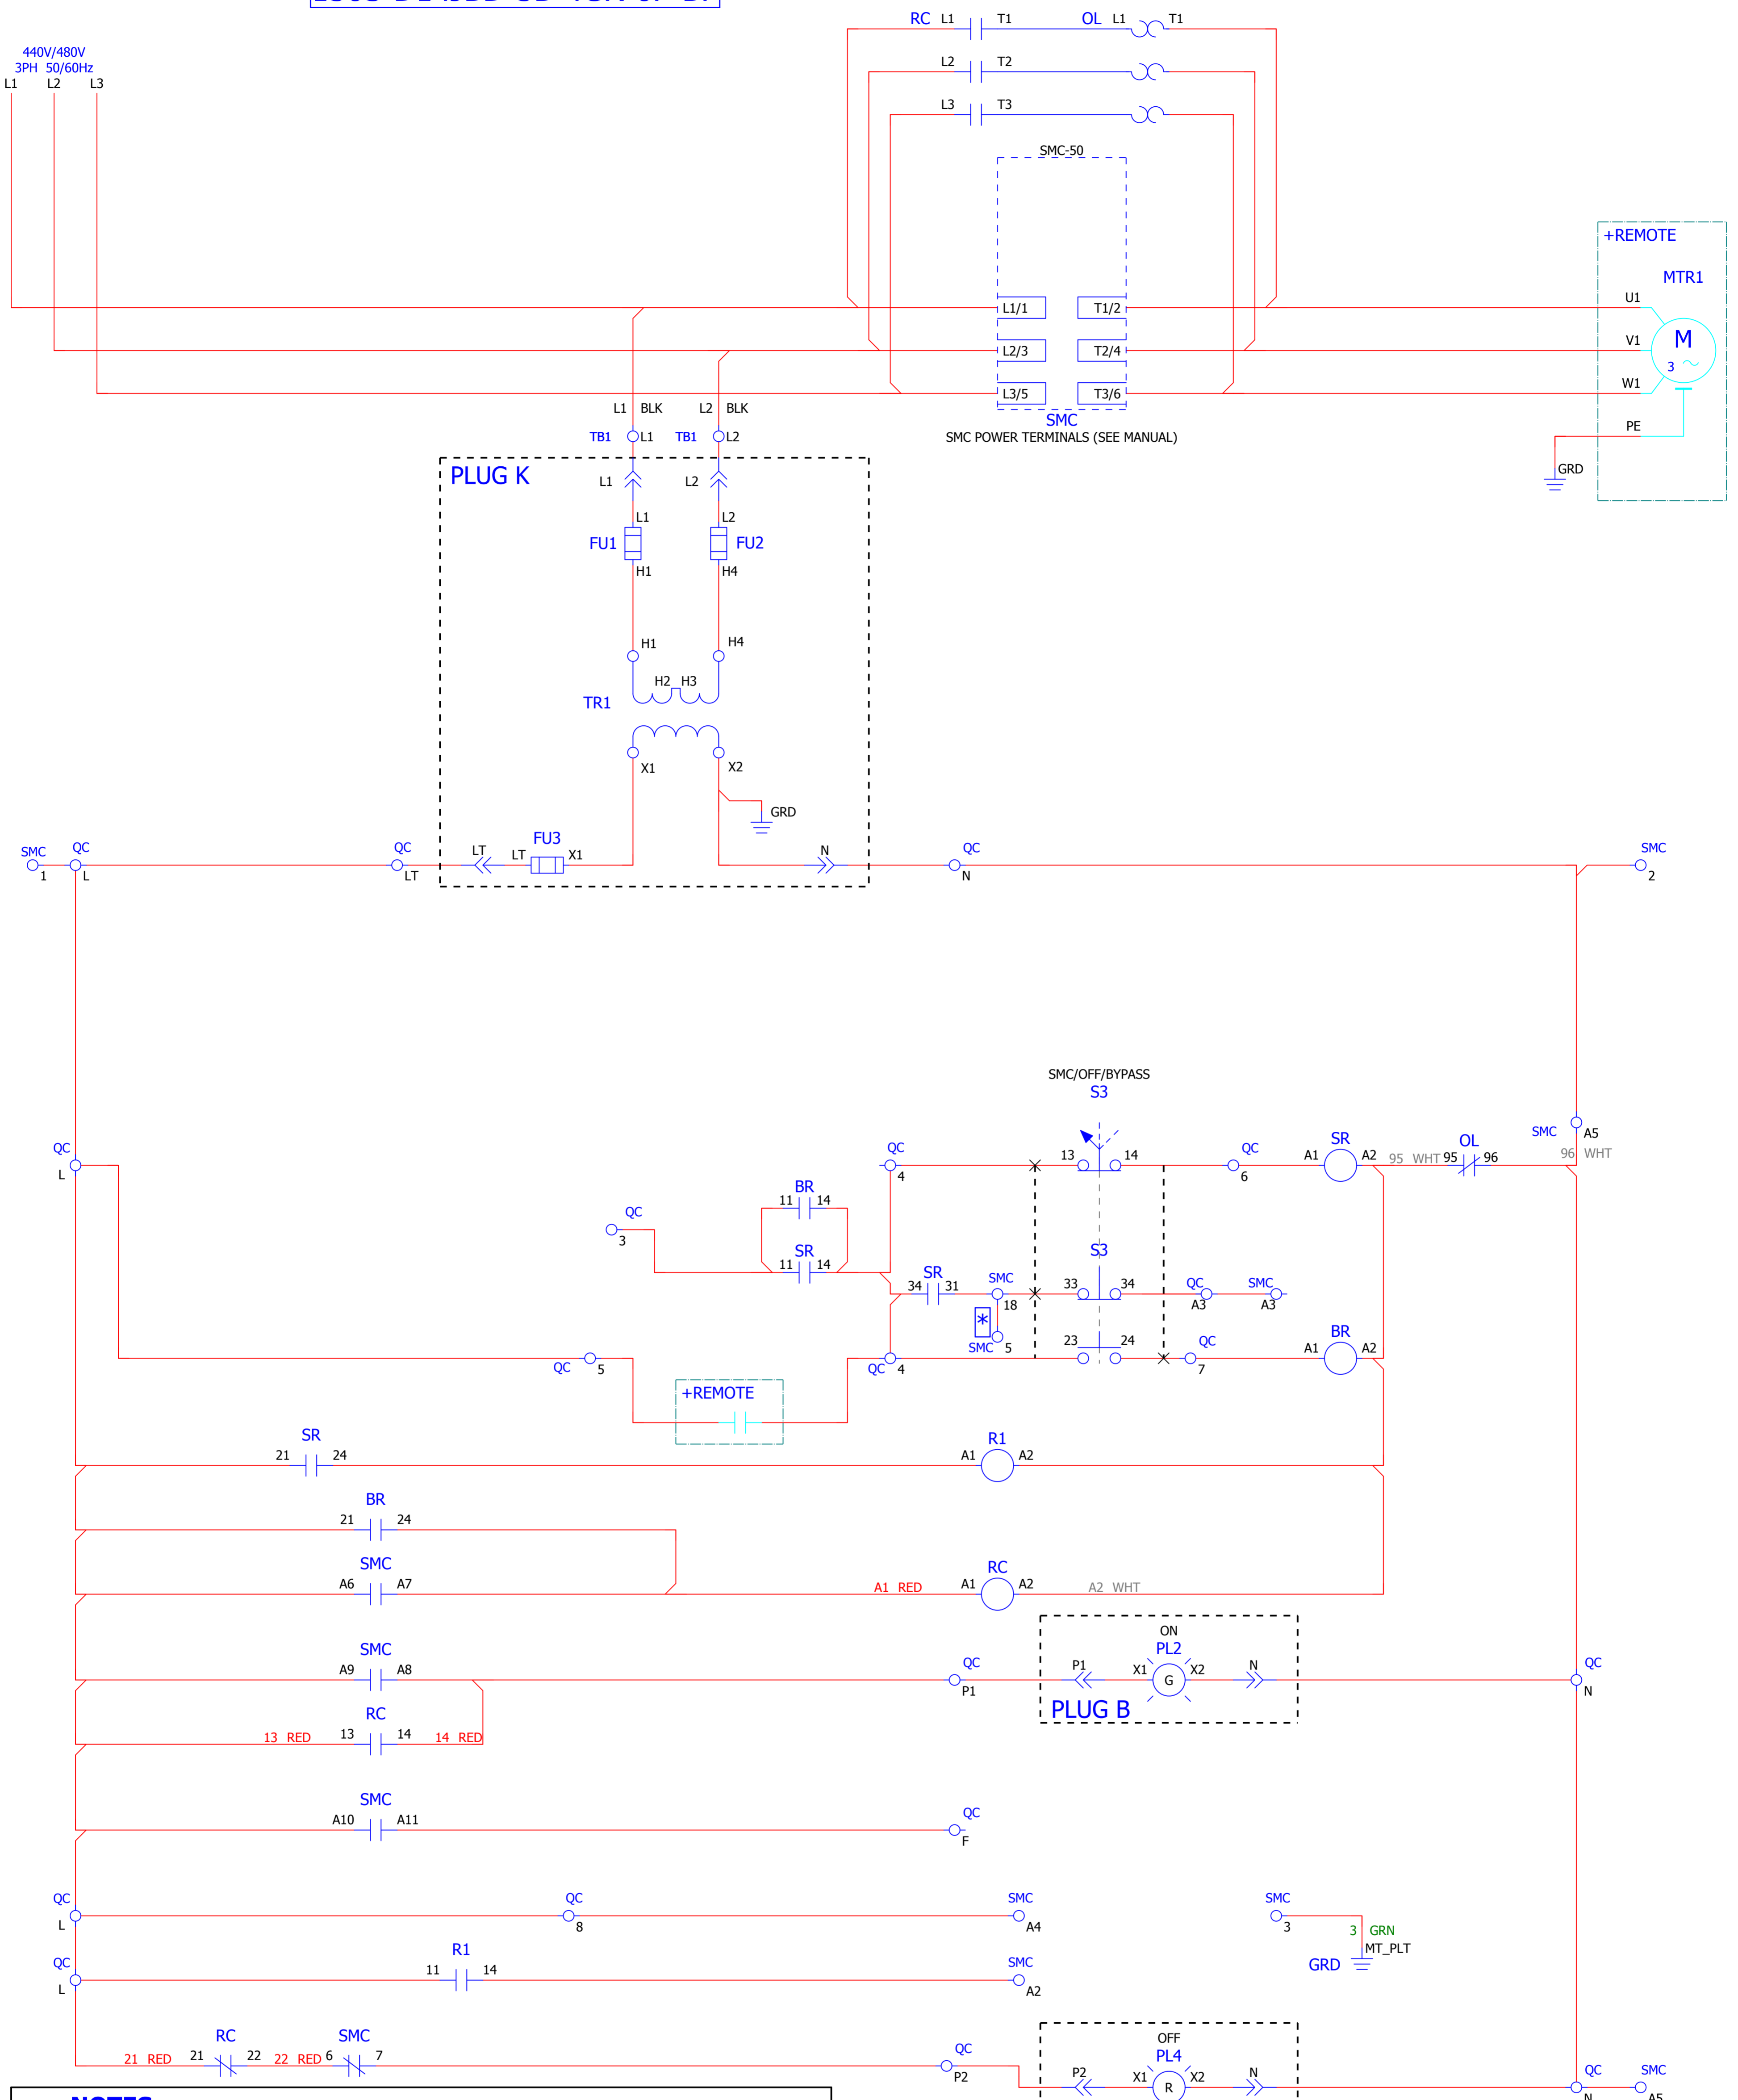 440V/480V
3PH 50/60Hz
L1 L2 L3
RC L1 T1 OL L1 T1
L2 T2
L3 T3
SMC-50
L1/1 T1/2
L2/3 T2/4
L3/5 T3/6
SMC
SMC POWER TERMINALS (SEE MANUAL)
+REMOTE
MTR1
U1
V1 M
3
W1
PE
GRD
L1 BLK L2 BLK
TB1 L1 TB1 L2
PLUG K
L1 L2
L1 L2
FU1 FU2
H1 H4
H1 H4
H2 H3
TR1
X1 X2
GRD
SMC QC QC LT LT FU3 X1 N QC SMC
1 L LT N 2
SMC/OFF/BYPASS
S3
SMC A5
QC QC 13 14 QC A1 SR A2 95 WHT 95 OL 96 96 WHT
L 4 6
BR
11 14
QC
3
SR
11 14
S3
34 SR 31 SMC 33 34 QC SMC
18 A3 A3
*
SMC 5 23 24 QC A1 BR A2
QC 5 QC 4 7
+REMOTE
SR
21 24
R1
A1 A2
BR
21 24
SMC
A6 A7
RC
A1 RED A1 A2 A2 WHT
ON
SMC PL2
A9 A8 QC P1 X1 X2 N QC
G
P1 N
PLUG B
RC
13 RED 13 14 14 RED
SMC
A10 A11 QC
F
QC QC SMC SMC
L 8 A4 3
3 GRN
MT_PLT
GRD
QC R1 SMC
11 14
L A2
OFF
RC SMC PL4
21 RED 21 22 22 RED 6 7 QC
P2
P2 X1 X2 N QC SMC
R